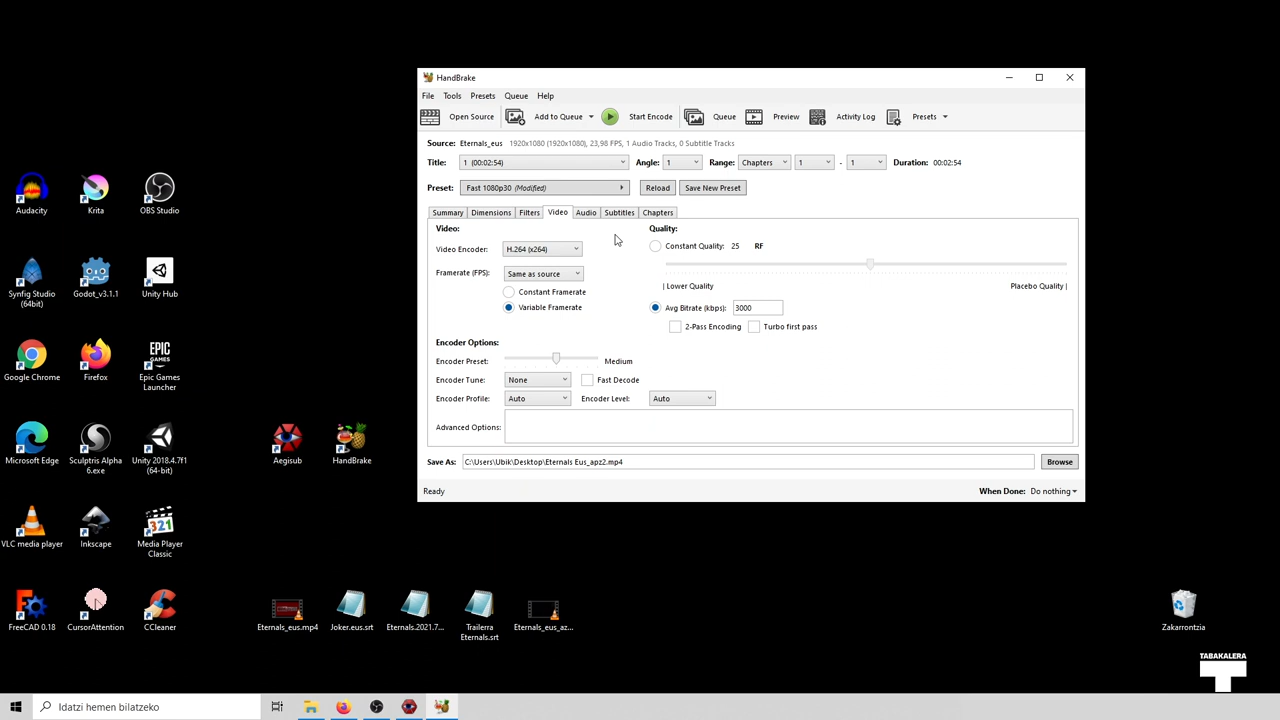 HandBrake
File Tools Presets Queue Help
Open Source Add to Queue Start Encode Queue Preview Activity Log Presets
Source: Eternals_eus 1920x1080 (1920x1080), 23,98 FPS, 1 Audio Tracks, 0 Subtitle Tracks
Title: 1 (00:02:54) Angle: 1 Range: Chapters 1 - 1 Duration: 00:02:54
Preset: Fast 1080p30 (Modified) Reload Save New Preset
Summary Dimensions Filters Video Audio Subtitles Chapters
Video: Quality:
Video Encoder: H.264 (x264) Constant Quality: 25 RF
Framerate (FPS): Same as source
| Lower Quality Placebo Quality |
Constant Framerate
Variable Framerate Avg Bitrate (kbps): 3000
2-Pass Encoding Turbo first pass
Encoder Options:
Encoder Preset: Medium
Encoder Tune: None Fast Decode
Encoder Profile: Auto Encoder Level: Auto
Advanced Options:
Save As: C:\Users\Ubik\Desktop\Eternals Eus_apz2.mp4 Browse
Ready When Done: Do nothing
Audacity Krita OBS Studio
Synfig Studio (64bit) Godot_v3.1.1 Unity Hub
Google Chrome Firefox Epic Games Launcher
EPIC GAMES
Microsoft Edge Sculptris Alpha 6.exe Unity 2018.4.7f1 (64-bit) Aegisub HandBrake
321
VLC media player Inkscape Media Player Classic
FreeCAD 0.18 CursorAttention CCleaner Eternals_eus.mp4 Joker.eus.srt Eternals.2021.7... Trailerra Eternals.srt Eternals_eus_az... Zakarrontzia
TABAKALERA
Idatzi hemen bilatzeko